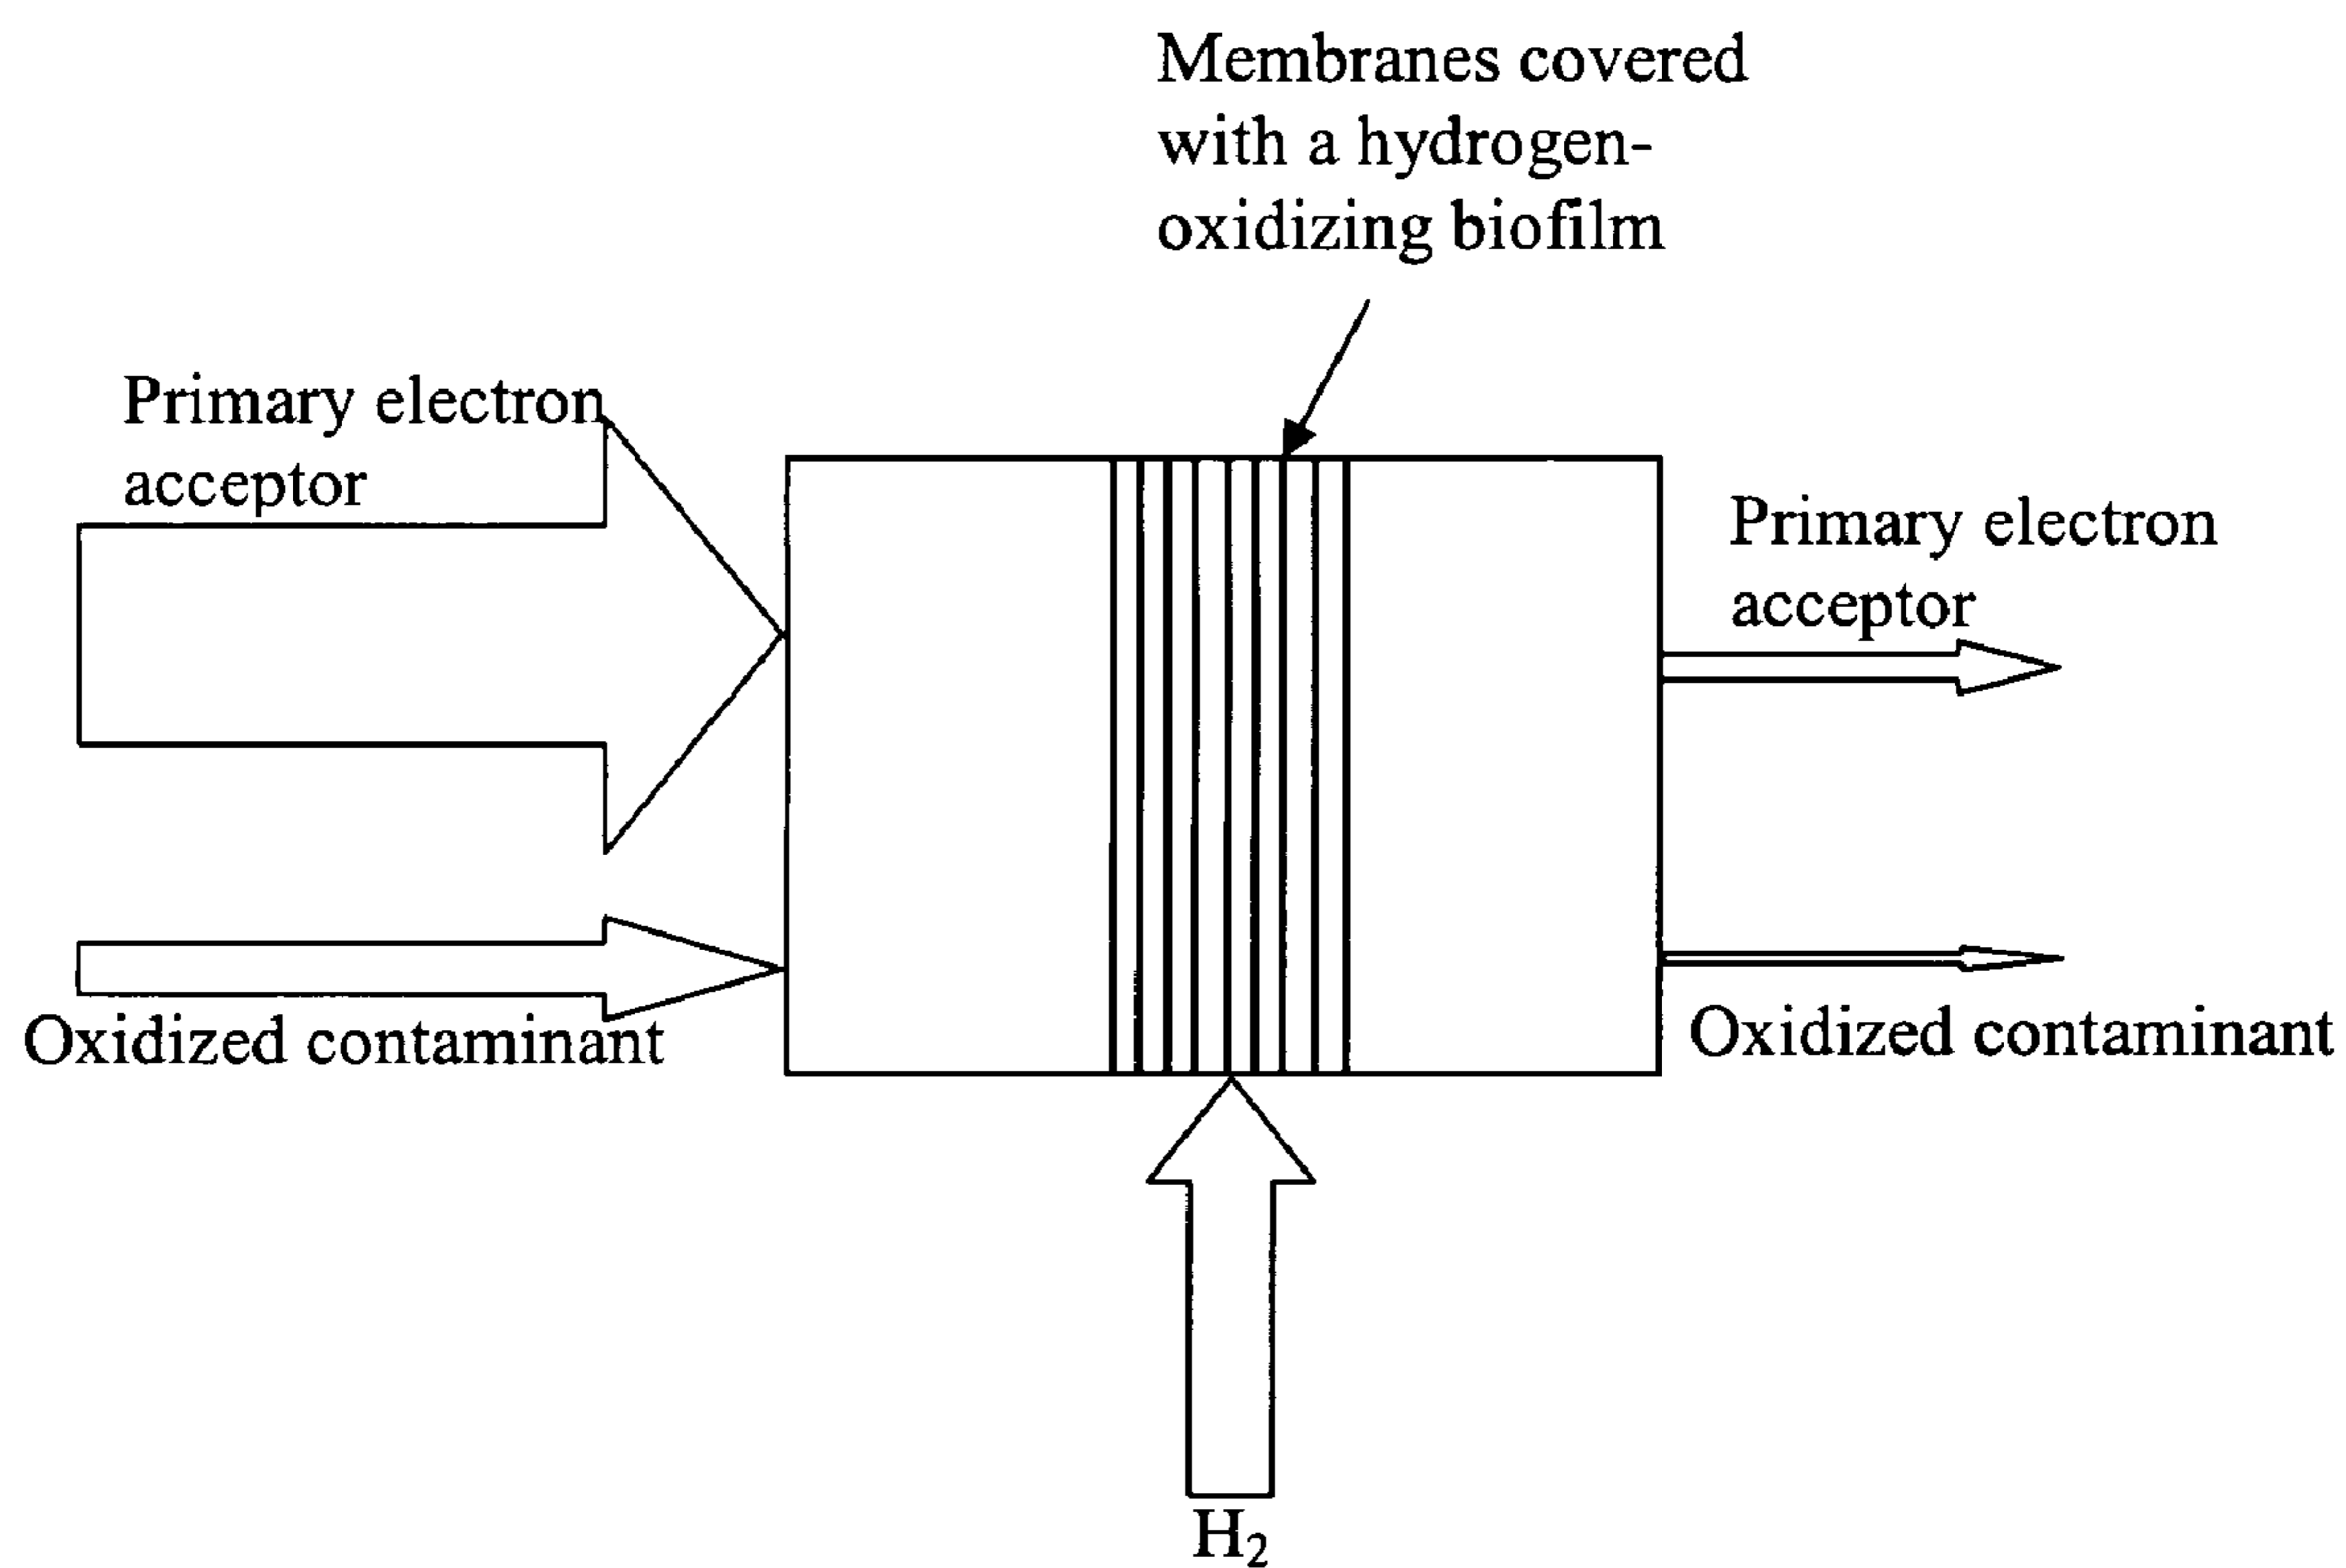 Membranes covered
with a hydrogen-
oxidizing biofilm
Primary electron
acceptor
Primary electron
acceptor
Oxidized contaminant
Oxidized contaminant
H₂